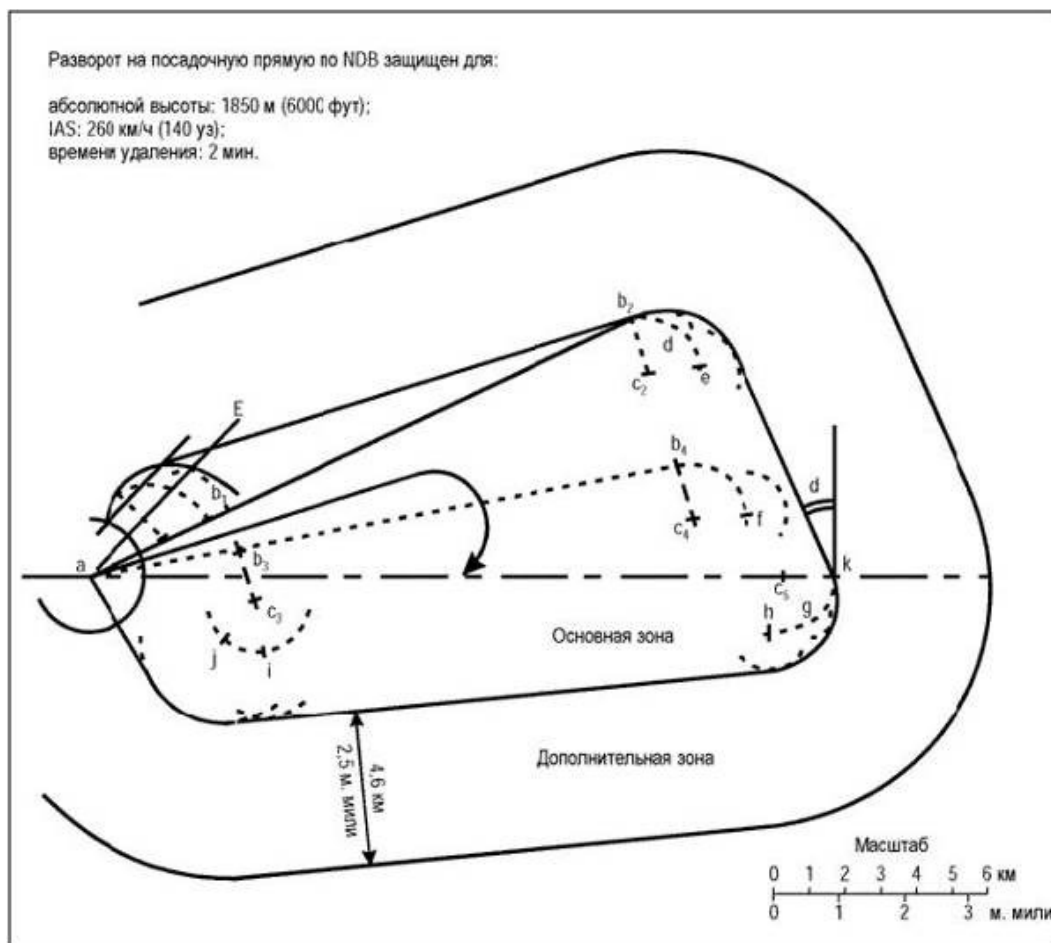 Разворот на посадочную прямую по NDB защищен для:
абсолютной высоты: 1850 м (6000 фут);
IAS: 260 км/ч (140 уз);
времени удаления: 2 мин.
b2
d
c2
e
E
b1
b4
d
c4
f
a
b3
c5
k
c3
h
g
j
i
Основная зона
4,6 км
2,5 м. мили
Дополнительная зона
Масштаб
0 1 2 3 4 5 6 км
0 1 2 3 м. мили